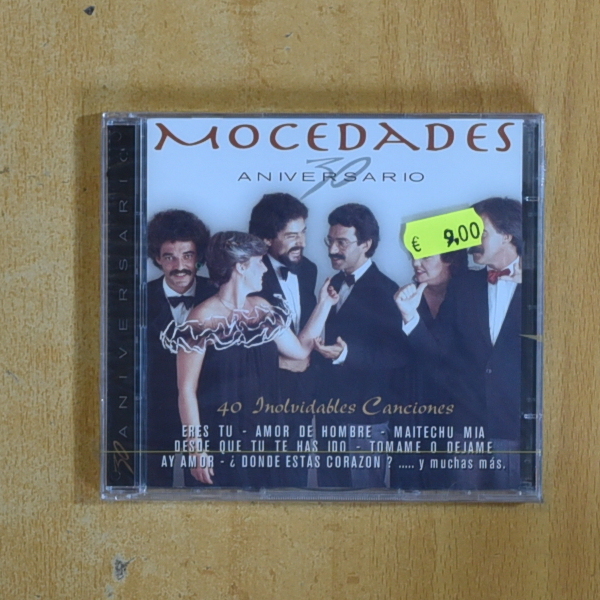 MOCEDADES
30
ANIVERSARIO
€ 9,00
40 Inolvidables Canciones
ERES TU - AMOR DE HOMBRE - MAITECHU MIA
DESDE QUE TU TE HAS IDO - TOMAME O DEJAME
AY AMOR - ¿ DONDE ESTAS CORAZON ? ..... y muchas más.
30 ANIVERSARIO